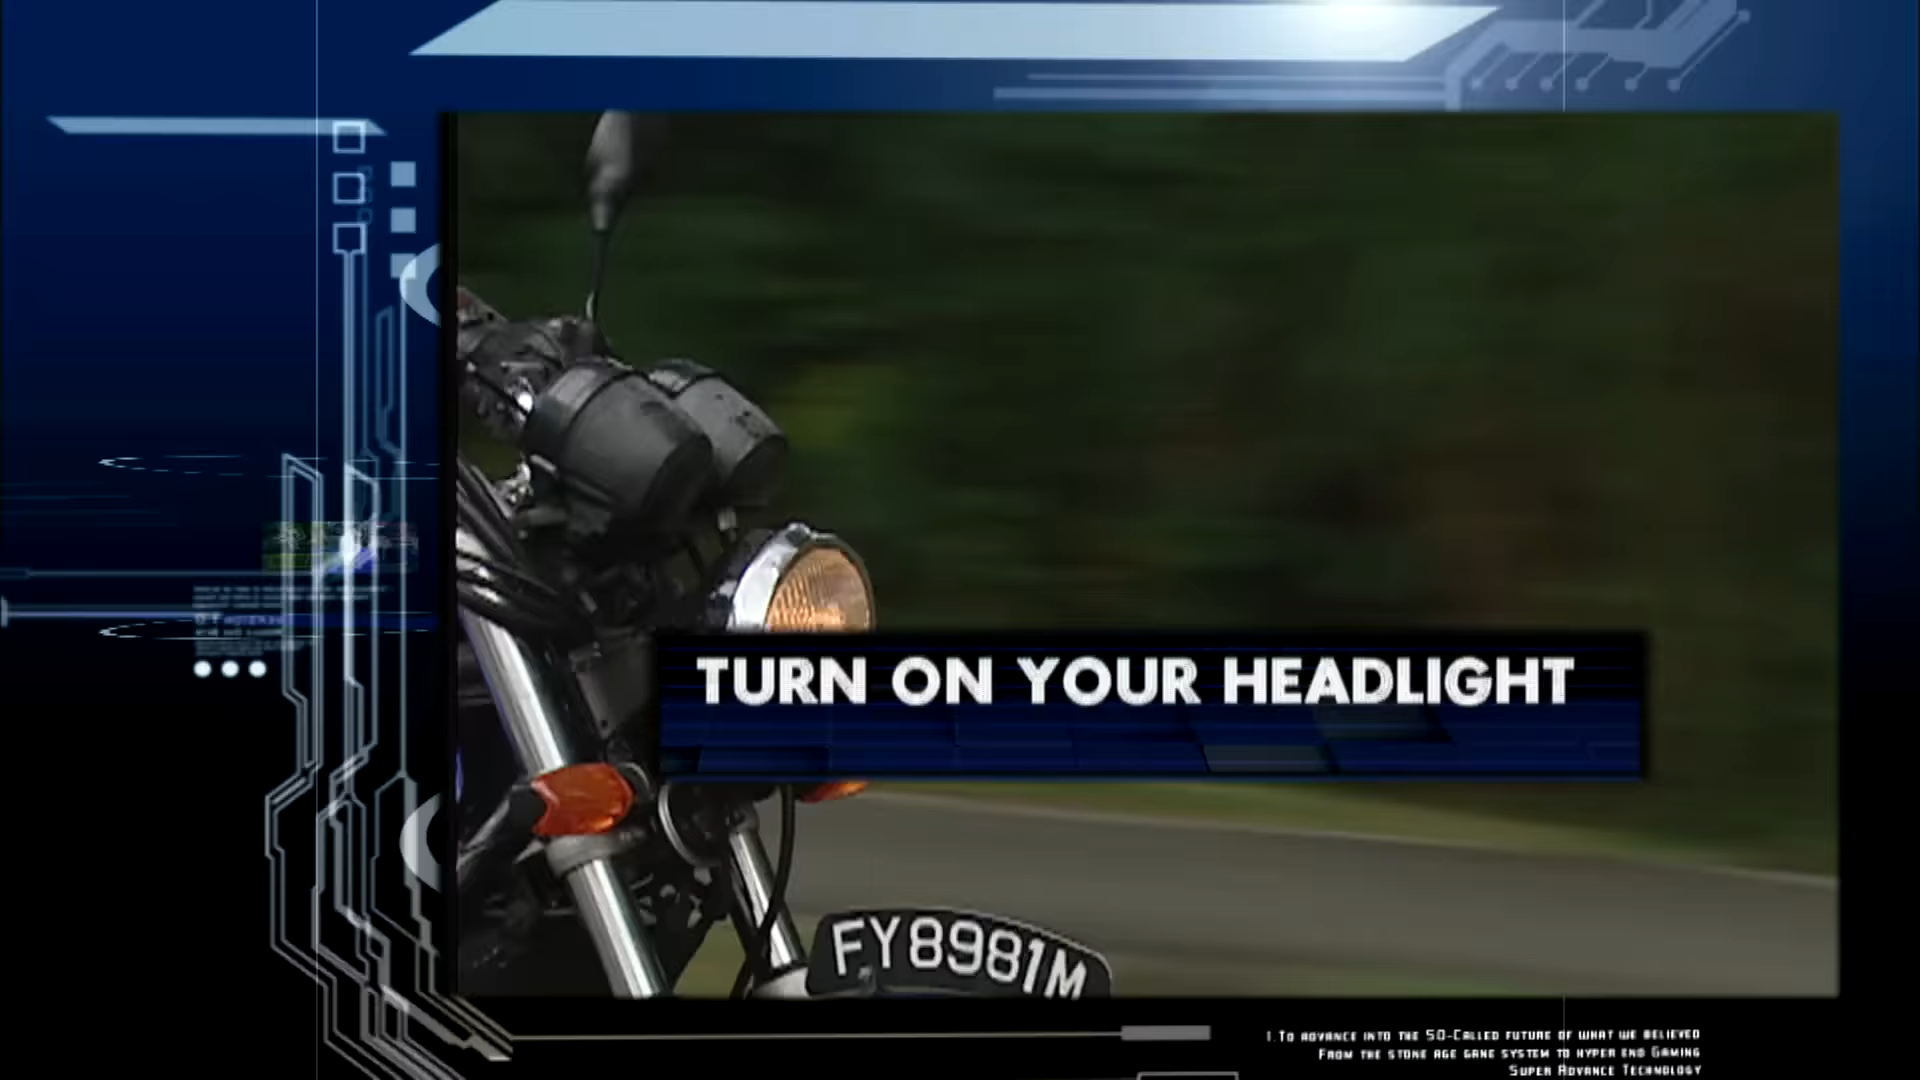 TURN ON YOUR HEADLIGHT
FY8981M
1.To advance into the so-called future of what we believed
From the stone age gane system to hyper end Gaming
Super Advance Technology